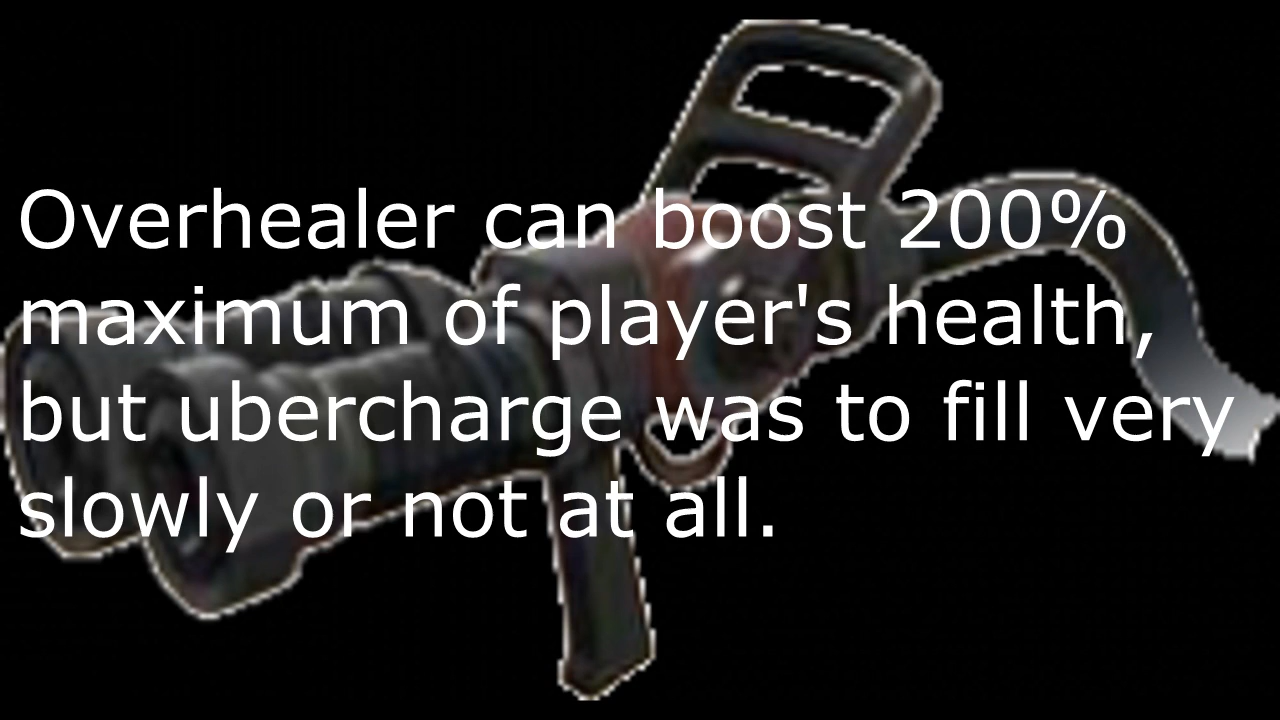 Overhealer can boost 200%
maximum of player's health,
but ubercharge was to fill very
slowly or not at all.